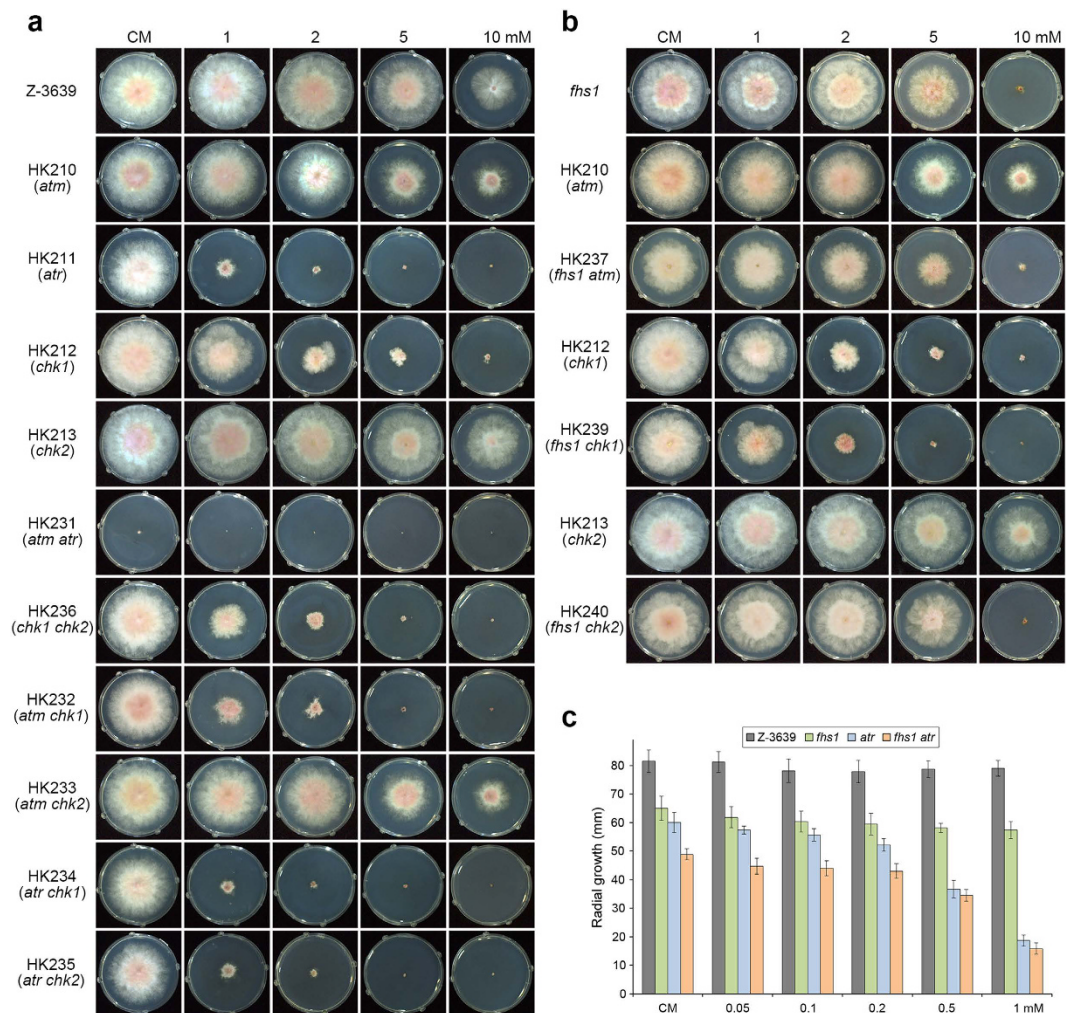 a
CM 1 2 5 10 mM
Z-3639
HK210
(atm)
HK211
(atr)
HK212
(chk1)
HK213
(chk2)
HK231
(atm atr)
HK236
(chk1 chk2)
HK232
(atm chk1)
HK233
(atm chk2)
HK234
(atr chk1)
HK235
(atr chk2)
b
CM 1 2 5 10 mM
fhs1
HK210
(atm)
HK237
(fhs1 atm)
HK212
(chk1)
HK239
(fhs1 chk1)
HK213
(chk2)
HK240
(fhs1 chk2)
c
Z-3639 fhs1 atr fhs1 atr
Radial growth (mm)
80
70
60
50
40
30
20
10
0
CM 0.05 0.1 0.2 0.5 1 mM